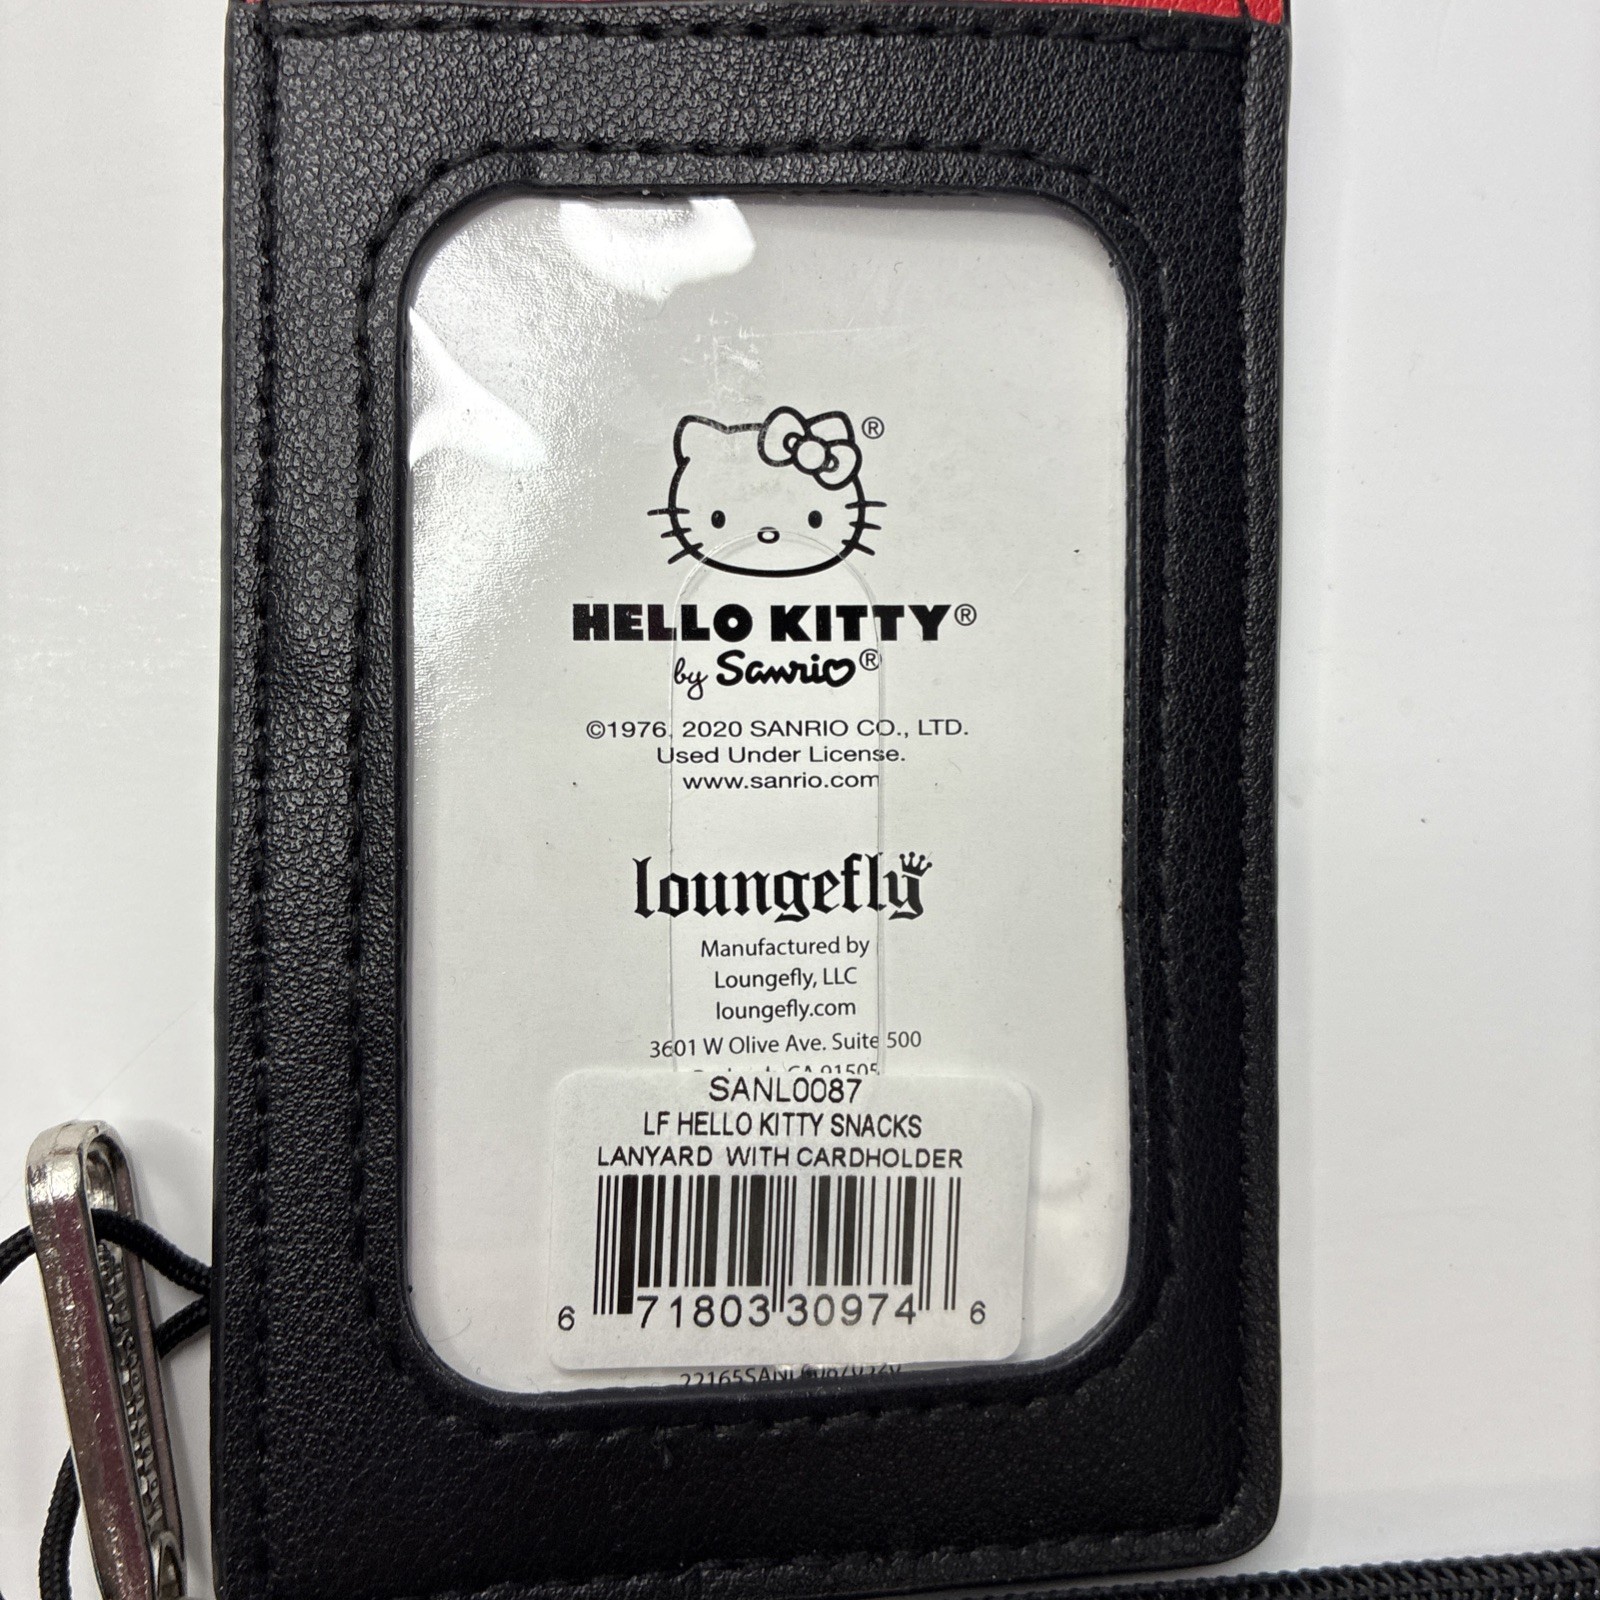 ®
HELLO KITTY®
by Sanrio®
©1976, 2020 SANRIO CO., LTD.
Used Under License.
www.sanrio.com
loungefly
Manufactured by
Loungefly, LLC
loungefly.com
3601 W Olive Ave. Suite 500
CA 91505
SANL0087
LF HELLO KITTY SNACKS
LANYARD WITH CARDHOLDER
6 71803 30974 6